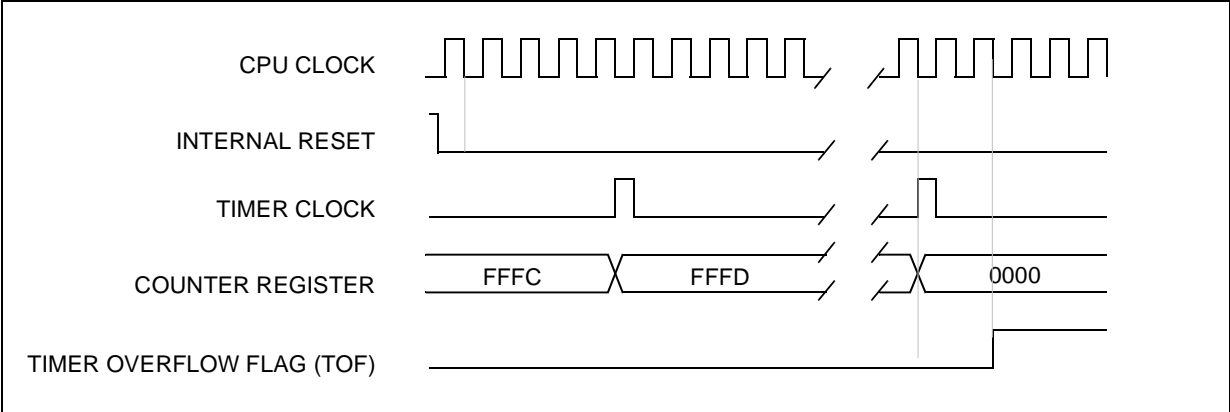 CPU CLOCK
INTERNAL RESET
TIMER CLOCK
COUNTER REGISTER FFFC FFFD 0000
TIMER OVERFLOW FLAG (TOF)